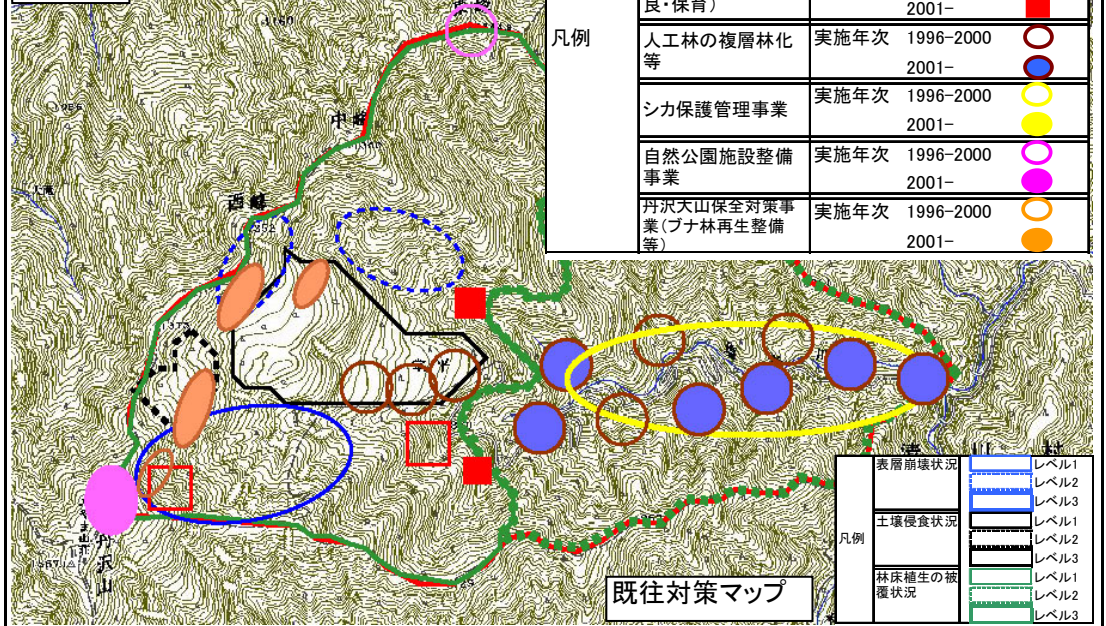 凡例
良・保育)
2001-
人工林の複層林化
等
実施年次 1996-2000
2001-
シカ保護管理事業
実施年次 1996-2000
2001-
自然公園施設整備
事業
実施年次 1996-2000
2001-
丹沢大山保全対策事
業(ブナ林再生整備
等)
実施年次 1996-2000
2001-
1160
中峰
西峰
丹沢山
村
既往対策マップ
凡例
表層崩壊状況
レベル1
レベル2
レベル3
土壌侵食状況
レベル1
レベル2
レベル3
林床植生の被
覆状況
レベル1
レベル2
レベル3